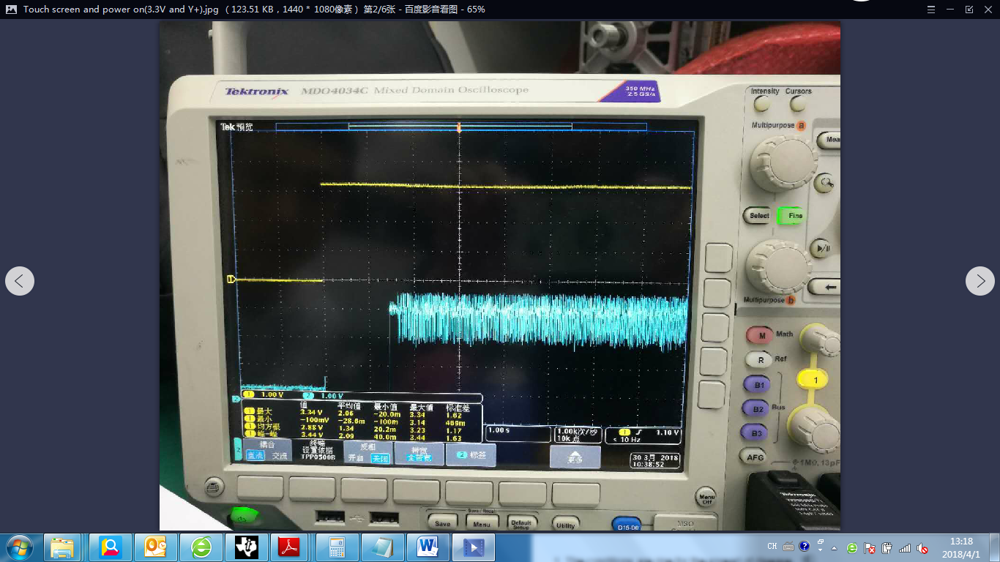 Touch screen and power on(3.3V and Y+).jpg （123.51 KB，1440 * 1080像素）第2/6张 - 百度影音看图 - 65%
Tektronix MDO4034C Mixed Domain Oscilloscope
350 MHz
2.5 GS/s
Intensity Cursors
Multipurpose a
Select Fine
Multipurpose b
M Math
R Ref
B1
B2 Bus
B3
1
AFG
1MΩ, 13pF
Tek 预览
1 1.00 V 2 1.00 V
值 平均值 最小值 最大值 标准差
1 最大 3.34 V 2.06 -20.0m 3.34 1.62
1 最小 -100mV -28.6m -100m 3.14 469m
1 均方根 2.88 V 1.34 20.2m 3.23 1.17
1 峰-峰 3.44 V 2.09 40.0m 3.44 1.63
1.00 s
1.00k次/秒
10k 点
1 1.10 V
< 10 Hz
2
耦合
直流 交流
终端
设置依据
TPP0500B
反相
开启 关闭
带宽
全带宽
2 标签
更多
30 3月 2018
10:38:52
Menu
Off
Save / Recall
Save Menu Default
Setup Utility
D15-D0
MSO
Tektronix
CH
13:18
2018/4/1